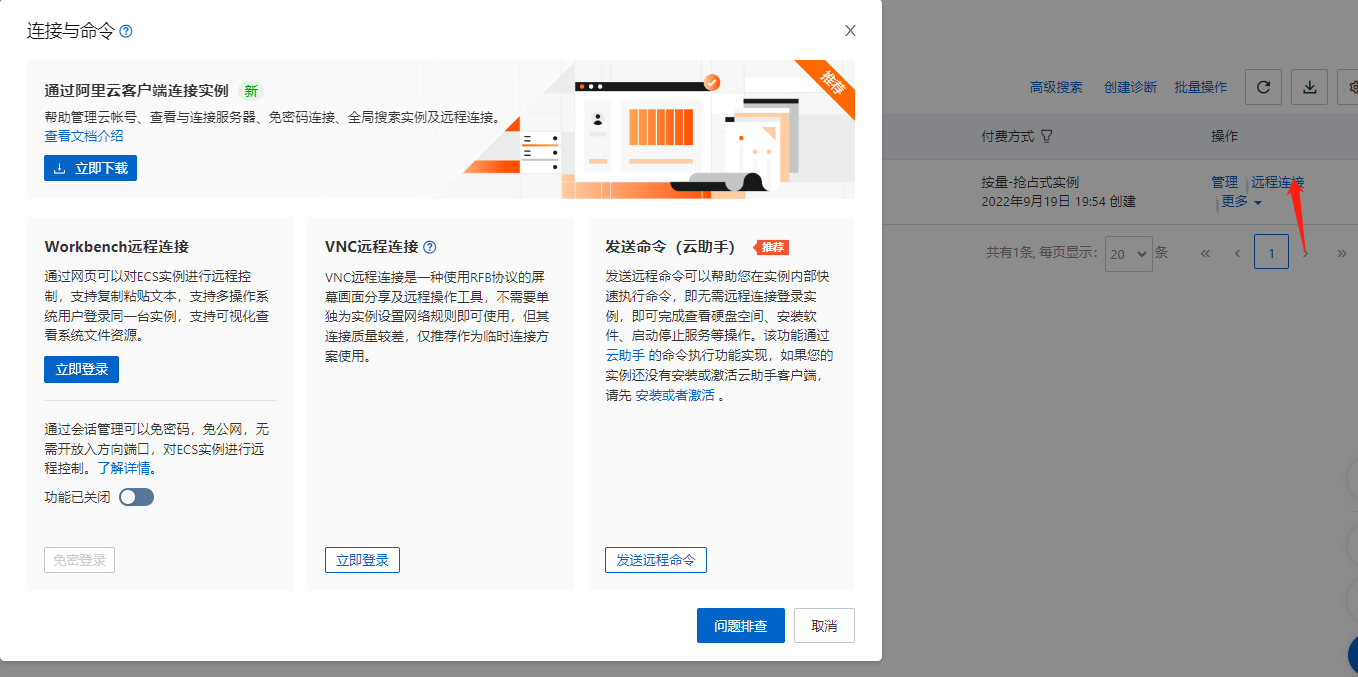 连接与命令
通过阿里云客户端连接实例 新
帮助管理云帐号、查看与连接服务器、免密码连接、全局搜索实例及远程连接。
查看文档介绍
立即下载
推荐
Workbench远程连接
通过网页可以对ECS实例进行远程控
制，支持复制粘贴文本，支持多操作系
统用户登录同一台实例，支持可视化查
看系统文件资源。
立即登录
通过会话管理可以免密码，免公网，无
需开放入方向端口，对ECS实例进行远
程控制。了解详情。
功能已关闭
免密登录
VNC远程连接
VNC远程连接是一种使用RFB协议的屏
幕画面分享及远程操作工具，不需要单
独为实例设置网络规则即可使用，但其
连接质量较差，仅推荐作为临时连接方
案使用。
立即登录
发送命令（云助手） 推荐
发送远程命令可以帮助您在实例内部快
速执行命令，即无需远程连接登录实
例，即可完成查看硬盘空间、安装软
件、启动停止服务等操作。该功能通过
云助手 的命令执行功能实现，如果您的
实例还没有安装或激活云助手客户端，
请先 安装或者激活 。
发送远程命令
问题排查 取消
高级搜索 创建诊断 批量操作
付费方式 操作
按量-抢占式实例 管理 远程连接
2022年9月19日 19:54 创建 更多
共有1条, 每页显示: 20 条 « ‹ 1 › »